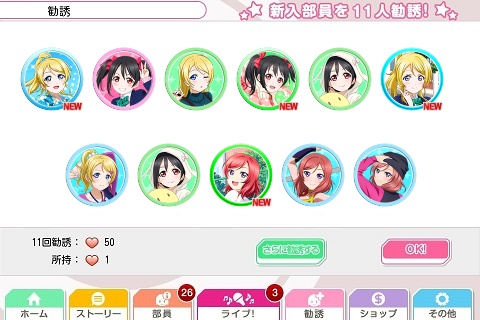 勧誘
新入部員を11人勧誘!
NEW
NEW
NEW
NEW
11回勧誘: 50
所持: 1
さらに勧誘する
OK!
26
3
ホーム
ストーリー
部員
ライブ!
勧誘
ショップ
その他